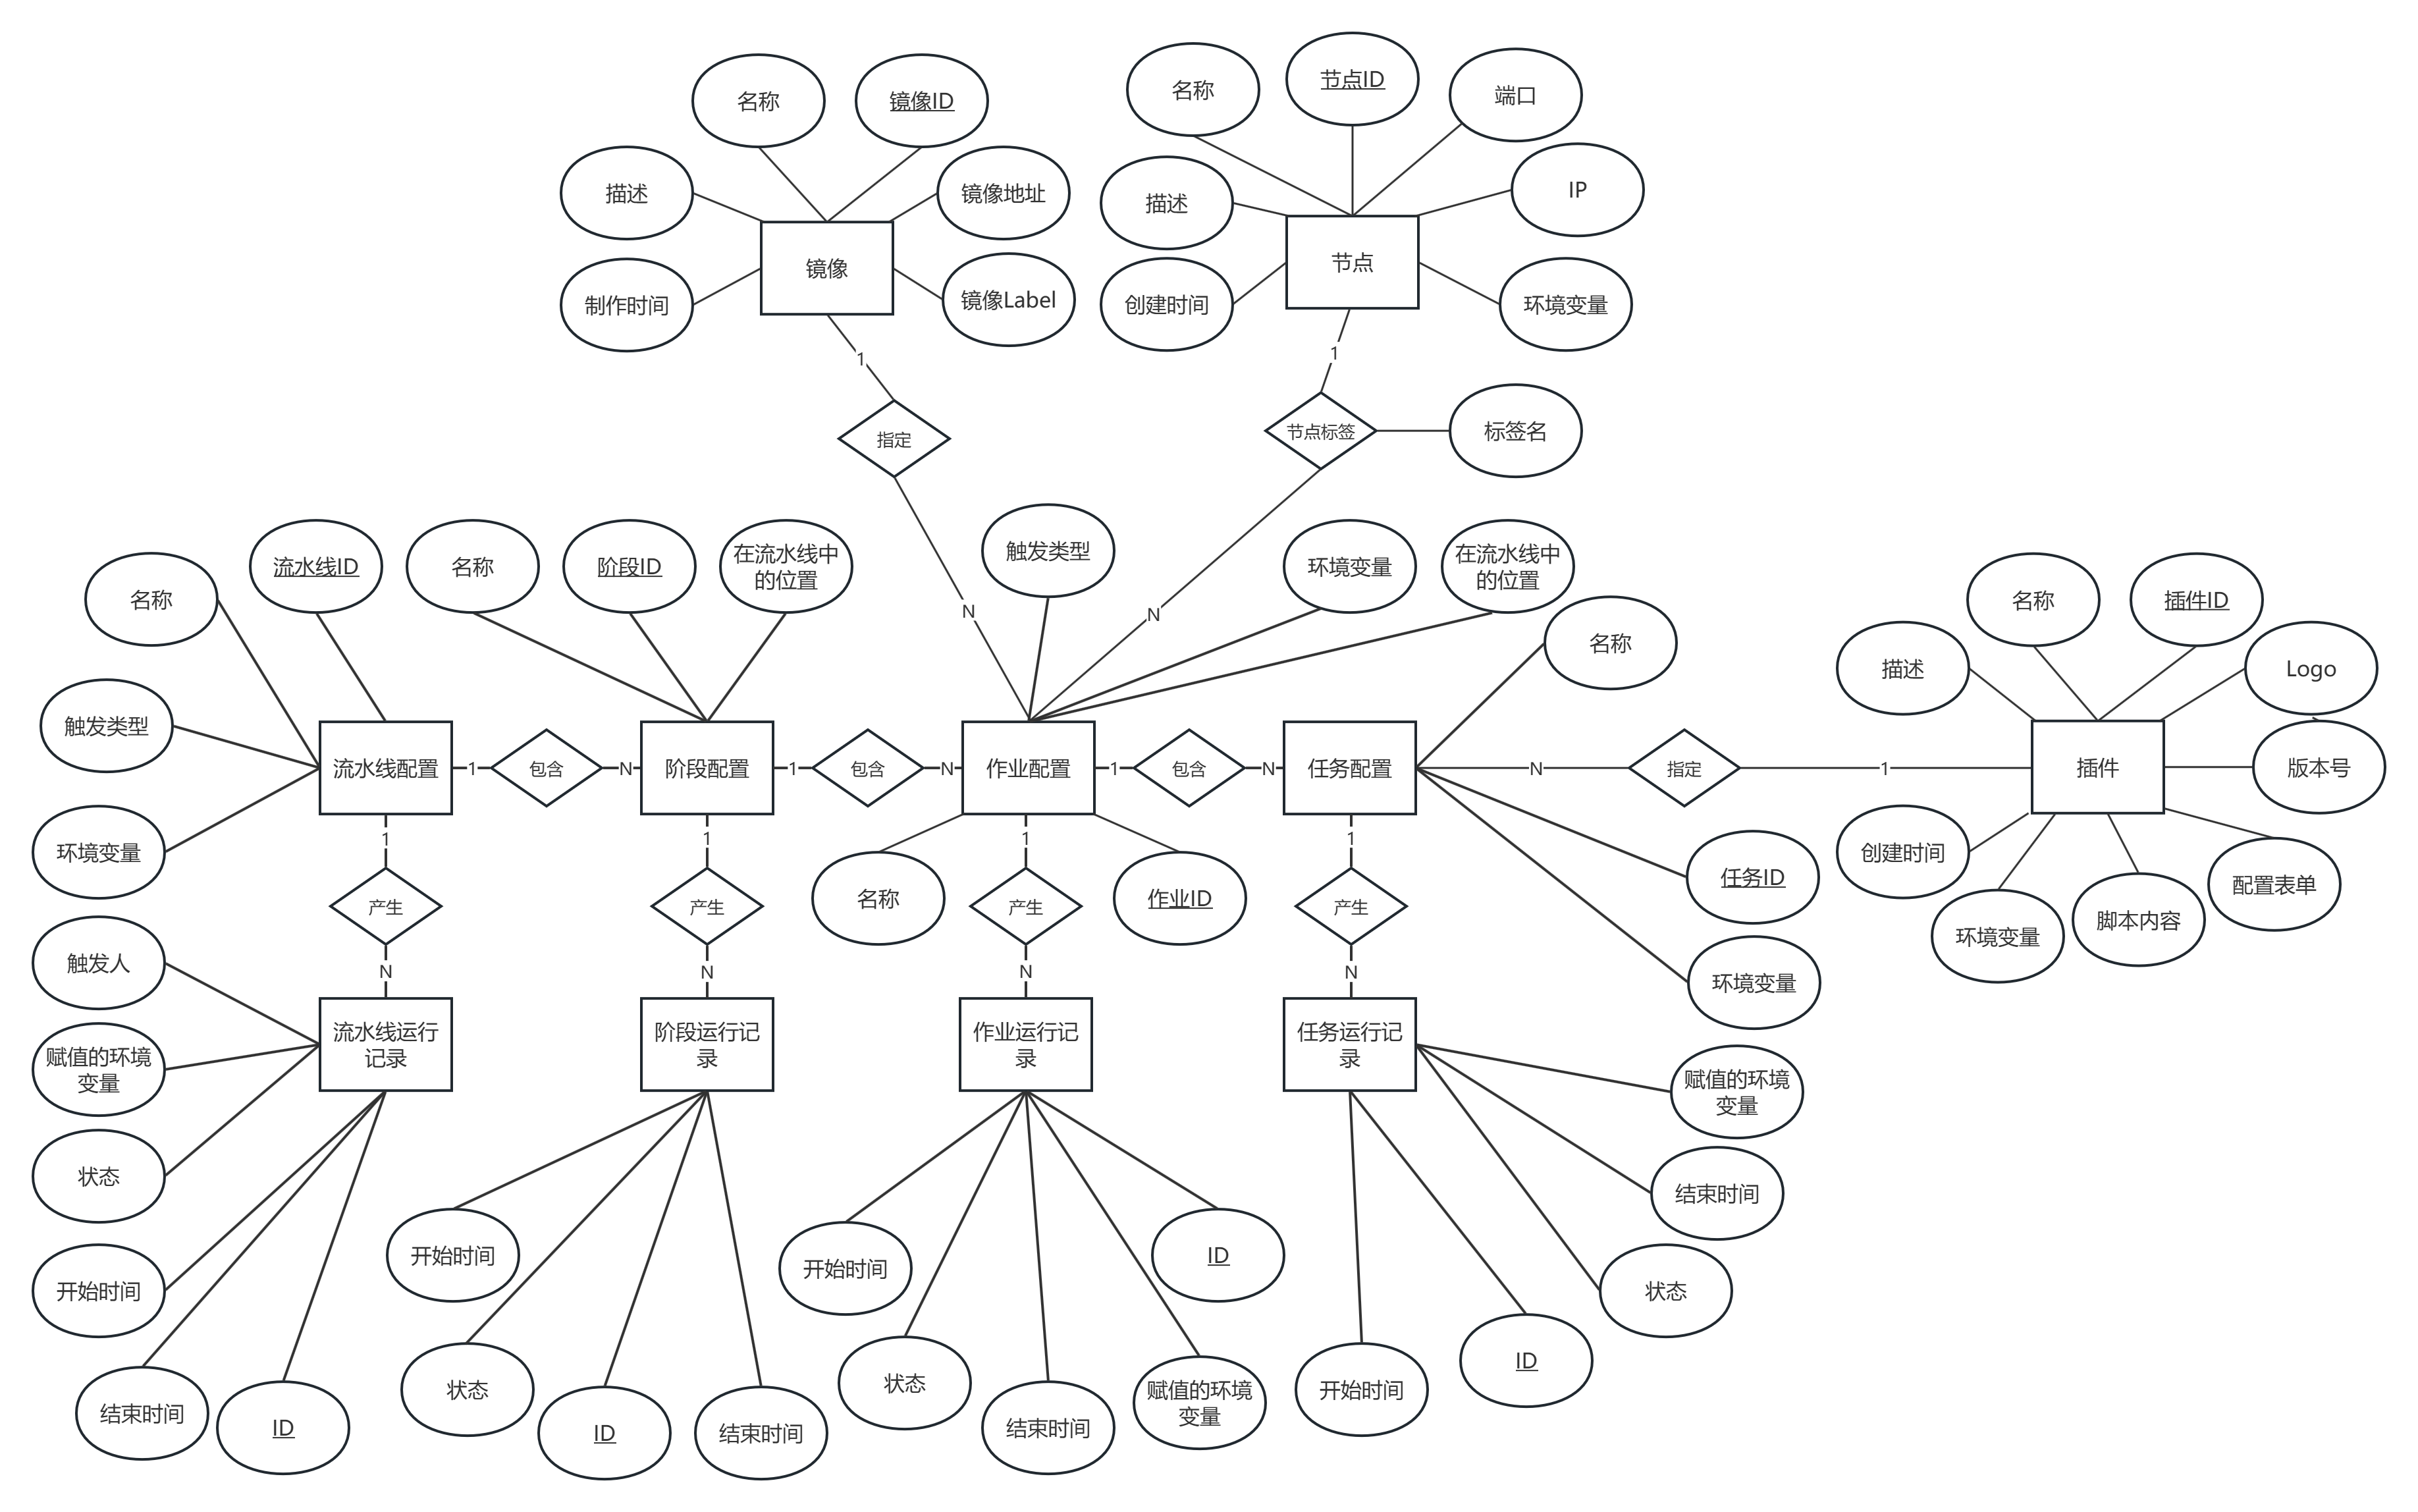 名称
镜像ID
描述
镜像地址
镜像
制作时间
镜像Label
1
指定
N
名称
节点ID
端口
描述
IP
节点
创建时间
环境变量
1
节点标签
标签名
N
名称
流水线ID
触发类型
环境变量
流水线配置
1
包含
N
名称
阶段ID
在流水线中
的位置
阶段配置
1
包含
N
触发类型
环境变量
在流水线中
的位置
作业配置
名称
作业ID
1
包含
N
名称
任务配置
任务ID
环境变量
N
指定
1
描述
名称
插件ID
Logo
插件
版本号
创建时间
环境变量
脚本内容
配置表单
1
产生
N
1
产生
N
1
产生
N
1
产生
N
触发人
赋值的环境
变量
状态
开始时间
结束时间
ID
流水线运行
记录
阶段运行记
录
开始时间
状态
ID
结束时间
作业运行记
录
开始时间
状态
结束时间
赋值的环境
变量
ID
任务运行记
录
赋值的环境
变量
结束时间
状态
ID
开始时间